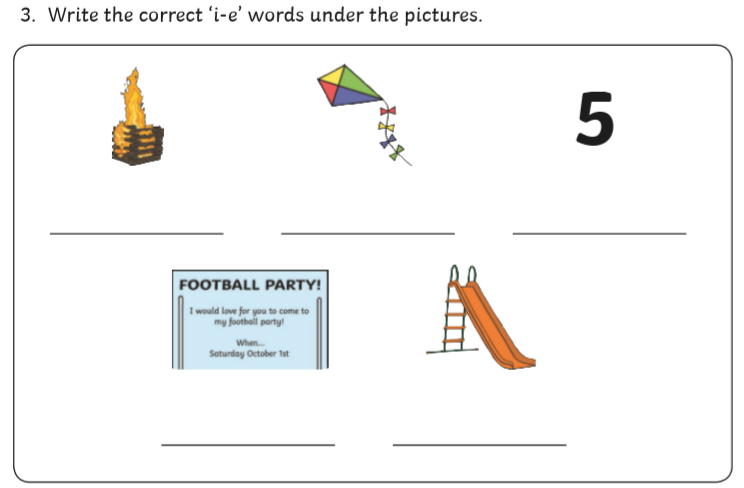 3. Write the correct ‘i-e’ words under the pictures.
5
FOOTBALL PARTY!
I would love for you to come to
my football party!
When...
Saturday October 1st